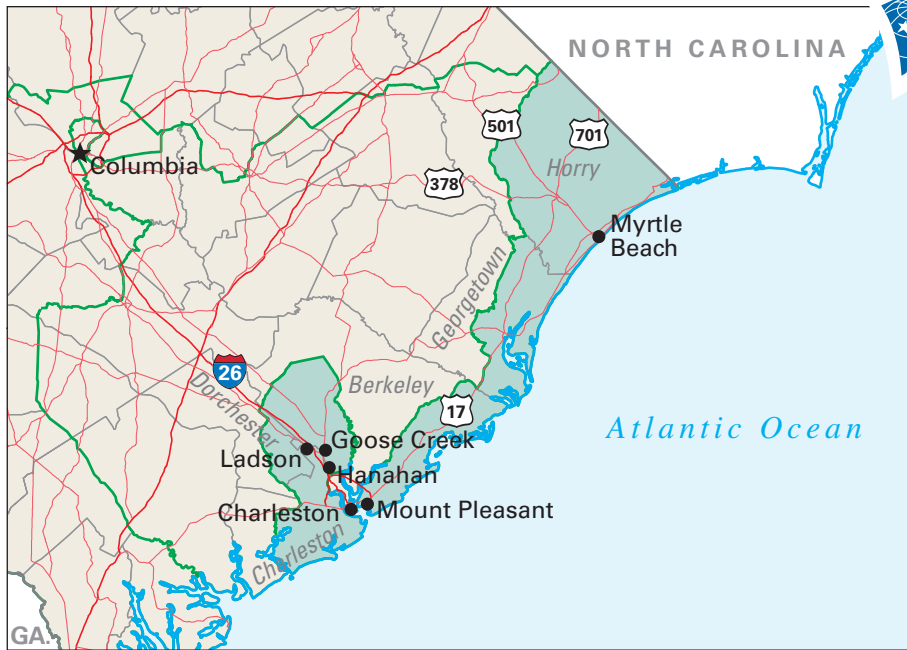 NORTH CAROLINA
501
701
Columbia
Horry
378
Myrtle
Beach
Georgetown
26
Berkeley
Dorchester
17
Atlantic Ocean
Goose Creek
Ladson
Hanahan
Charleston
Mount Pleasant
Charleston
GA.